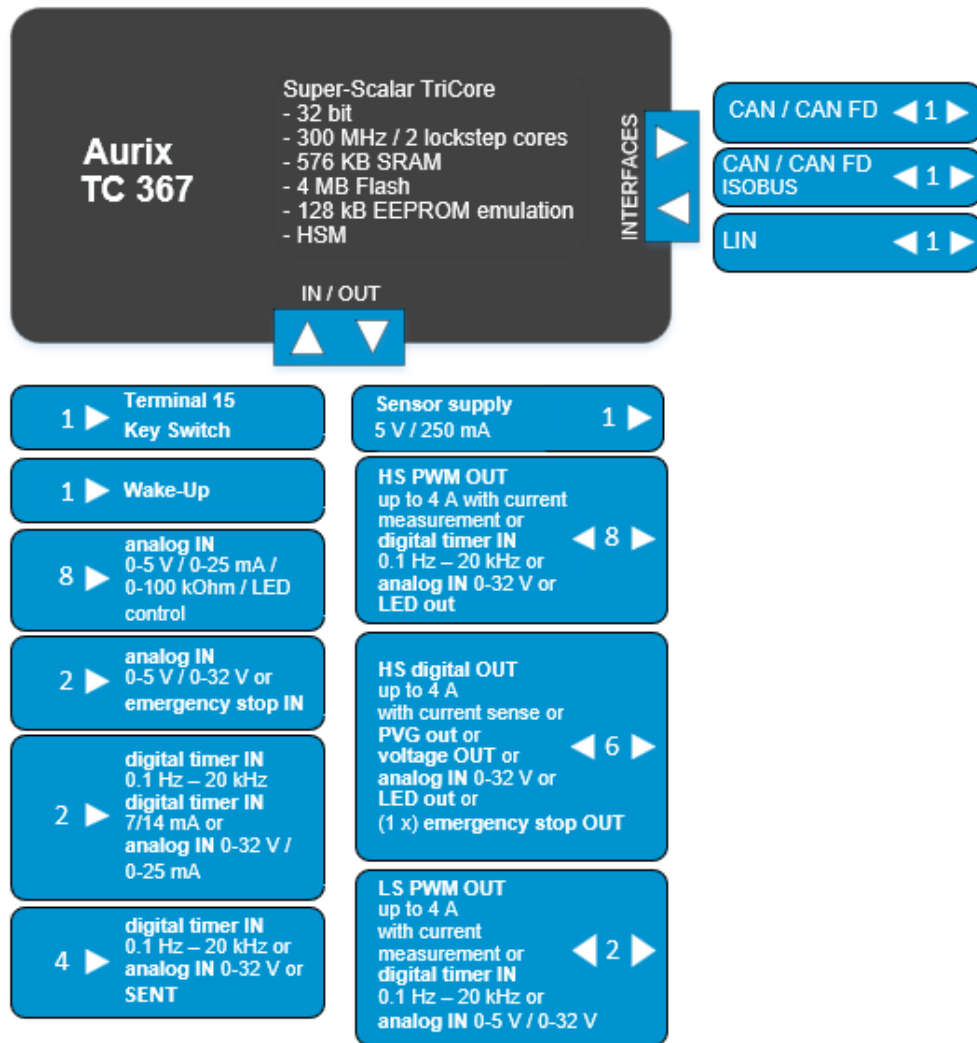 Aurix
TC 367
Super-Scalar TriCore
- 32 bit
- 300 MHz / 2 lockstep cores
- 576 KB SRAM
- 4 MB Flash
- 128 kB EEPROM emulation
- HSM
INTERFACES
CAN / CAN FD 1
CAN / CAN FD
ISOBUS
1
LIN 1
IN / OUT
1
Terminal 15
Key Switch
1 Wake-Up
8
analog IN
0-5 V / 0-25 mA /
0-100 kOhm / LED
control
2
analog IN
0-5 V / 0-32 V or
emergency stop IN
2
digital timer IN
0.1 Hz – 20 kHz
digital timer IN
7/14 mA or
analog IN 0-32 V /
0-25 mA
4
digital timer IN
0.1 Hz – 20 kHz or
analog IN 0-32 V or
SENT
Sensor supply
5 V / 250 mA
1
HS PWM OUT
up to 4 A with current
measurement or
digital timer IN
0.1 Hz – 20 kHz or
analog IN 0-32 V or
LED out
8
HS digital OUT
up to 4 A
with current sense or
PVG out or
voltage OUT or
analog IN 0-32 V or
LED out or
(1 x) emergency stop OUT
6
LS PWM OUT
up to 4 A
with current
measurement or
digital timer IN
0.1 Hz – 20 kHz or
analog IN 0-5 V / 0-32 V
2